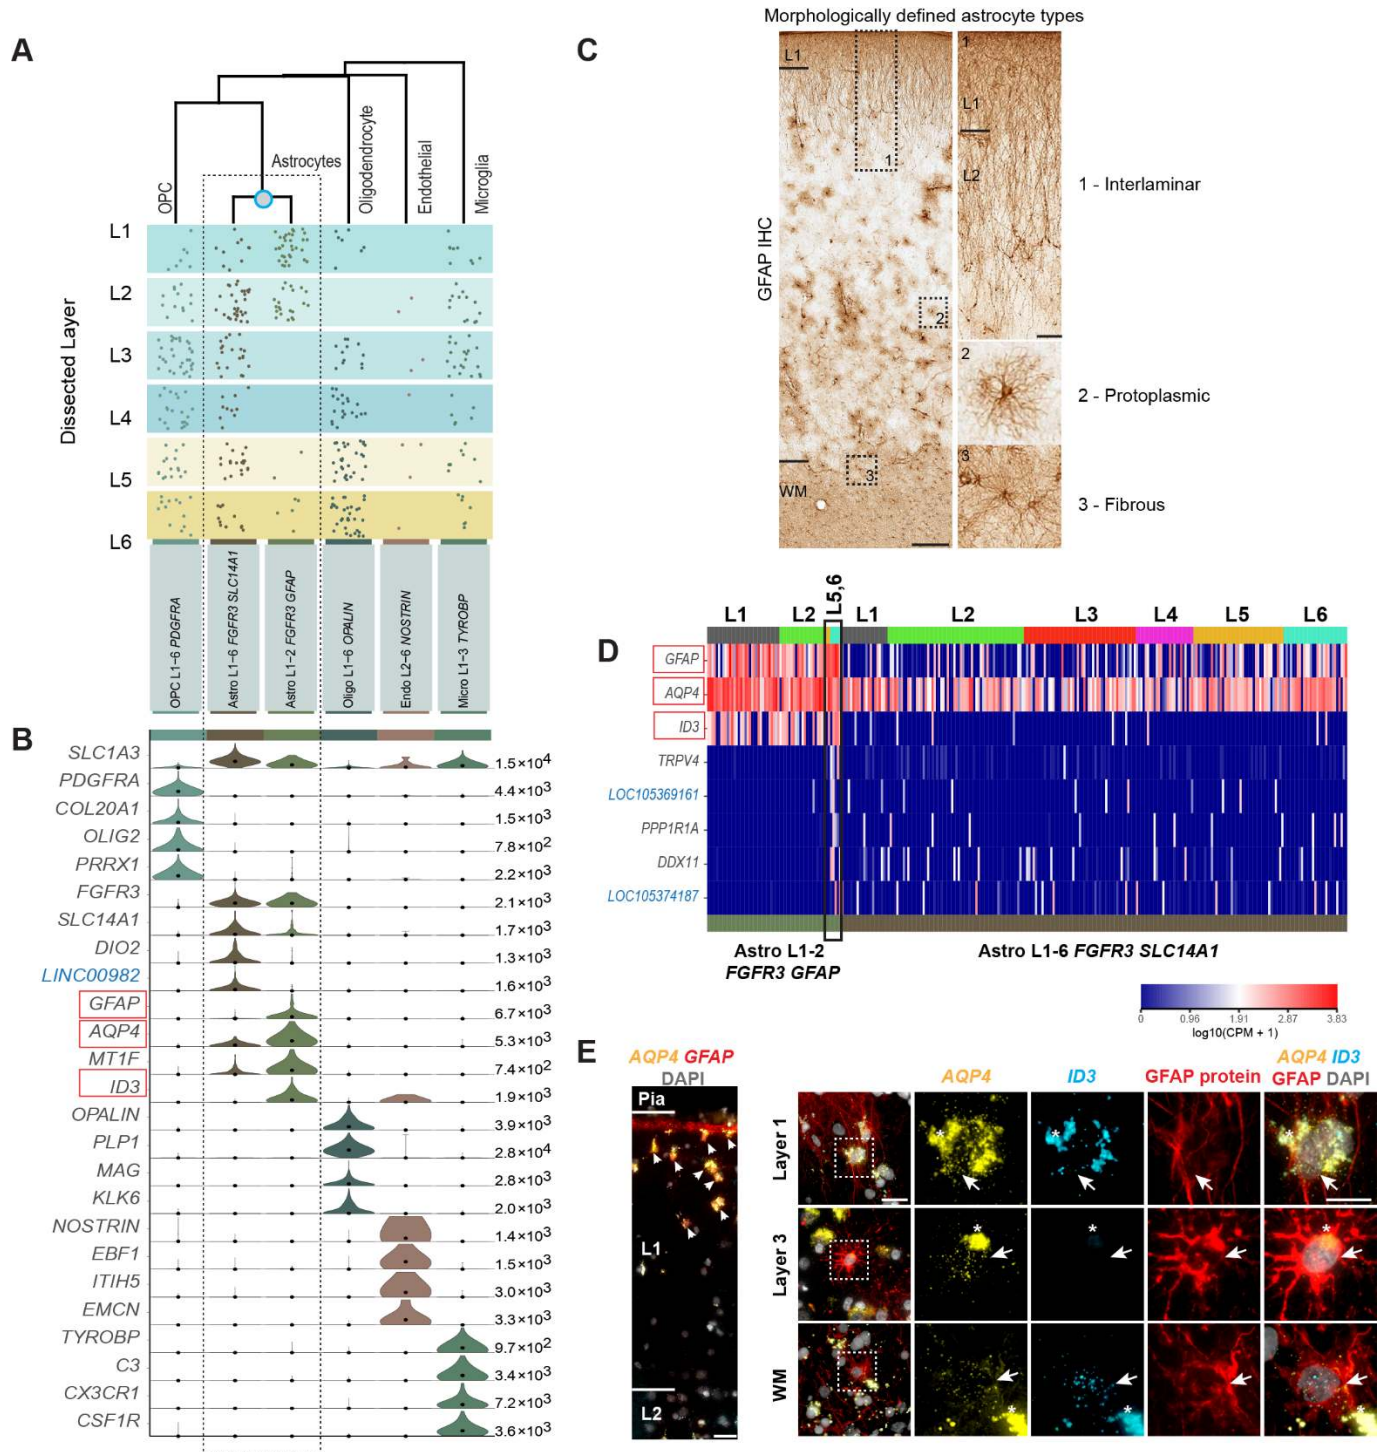 A
OPC
Astrocytes
Oligodendrocyte
Endothelial
Microglia
Dissected Layer
L1
L2
L3
L4
L5
L6
OPC L1-6 PDGFRA
Astro L1-6 FGFR3 SLC14A1
Astro L1-2 FGFR3 GFAP
Oligo L1-6 OPALIN
Endo L2-6 NOSTRIN
Micro L1-3 TYROBP
B
SLC1A3 1.5×10⁴
PDGFRA 4.4×10³
COL20A1 1.5×10³
OLIG2 7.8×10²
PRRX1 2.2×10³
FGFR3 2.1×10³
SLC14A1 1.7×10³
DIO2 1.3×10³
LINC00982 1.6×10³
GFAP 6.7×10³
AQP4 5.3×10³
MT1F 7.4×10²
ID3 1.9×10³
OPALIN 3.9×10³
PLP1 2.8×10⁴
MAG 2.8×10³
KLK6 2.0×10³
NOSTRIN 1.4×10³
EBF1 1.5×10³
ITIH5 3.0×10³
EMCN 3.3×10³
TYROBP 9.7×10²
C3 3.4×10³
CX3CR1 7.2×10³
CSF1R 3.6×10³
C
Morphologically defined astrocyte types
GFAP IHC
L1
1
2
WM
3
1
L1
L2
2
3
1 - Interlaminar
2 - Protoplasmic
3 - Fibrous
D
L1 L2 L5,6 L1 L2 L3 L4 L5 L6
GFAP
AQP4
ID3
TRPV4
LOC105369161
PPP1R1A
DDX11
LOC105374187
Astro L1-2
FGFR3 GFAP
Astro L1-6 FGFR3 SLC14A1
0 0.96 1.91 2.87 3.83
log10(CPM + 1)
E
AQP4 GFAP
DAPI
Pia
L1
L2
AQP4
ID3
GFAP protein
AQP4 ID3
GFAP DAPI
Layer 1
*
*
*
Layer 3
*
*
*
WM
*
*
*